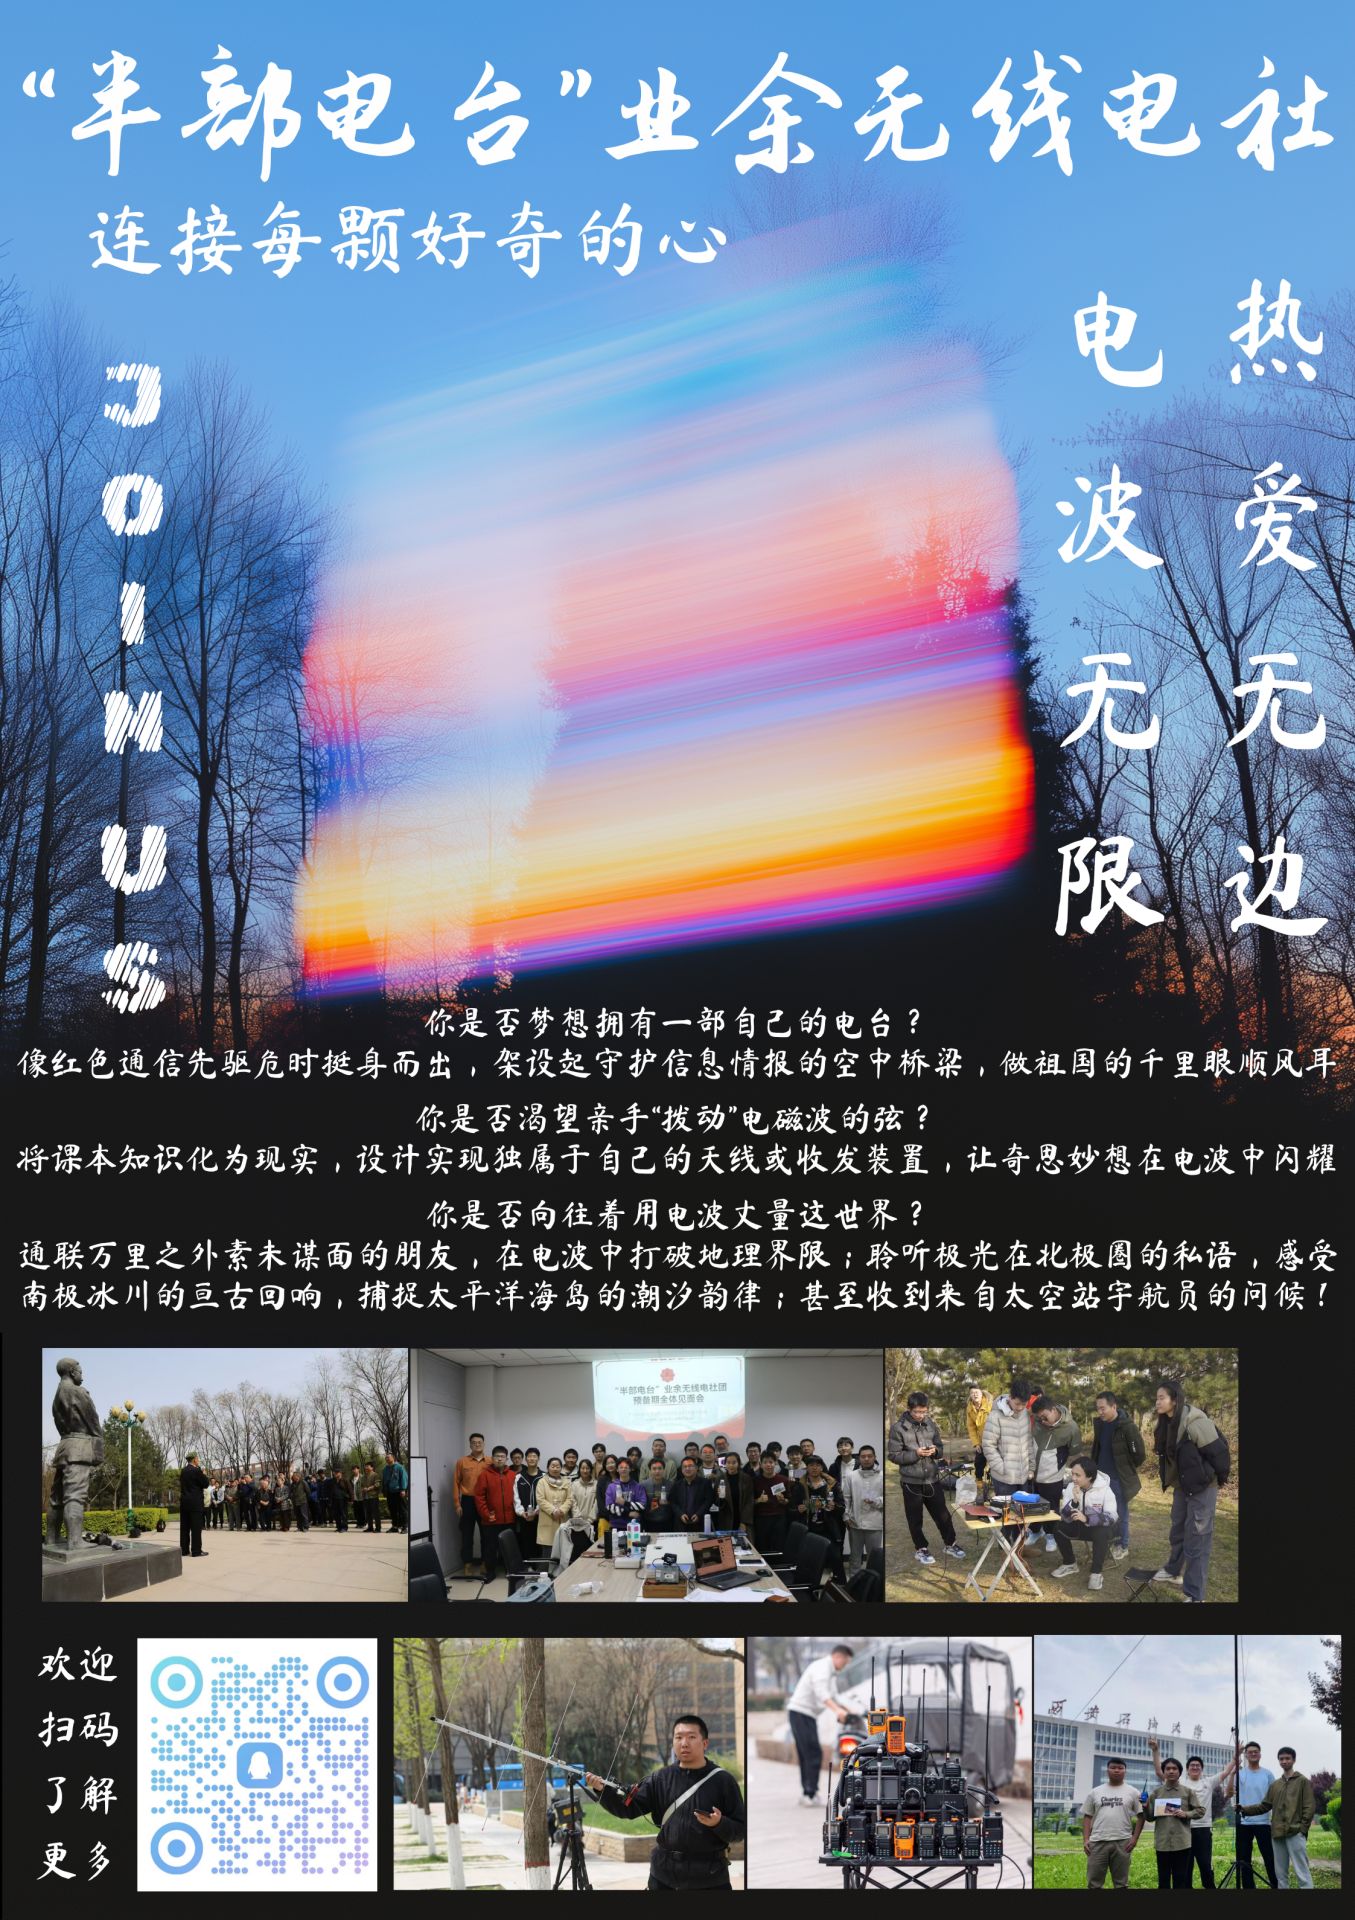 “半部电台”业余无线电社
连接每颗好奇的心
热爱无边
电波无限
JOIN US
你是否梦想拥有一部自己的电台？
像红色通信先驱危时挺身而出，架设起守护信息情报的空中桥梁，做祖国的千里眼顺风耳
你是否渴望亲手“拨动”电磁波的弦？
将课本知识化为现实，设计实现独属于自己的天线或收发装置，让奇思妙想在电波中闪耀
你是否向往着用电波丈量这世界？
通联万里之外素未谋面的朋友，在电波中打破地理界限；聆听极光在北极圈的私语，感受
南极冰川的亘古回响，捕捉太平洋海岛的潮汐韵律；甚至收到来自太空站宇航员的问候！
“半部电台”业余无线电社团
预备期全体见面会
欢迎
扫码
了解
更多